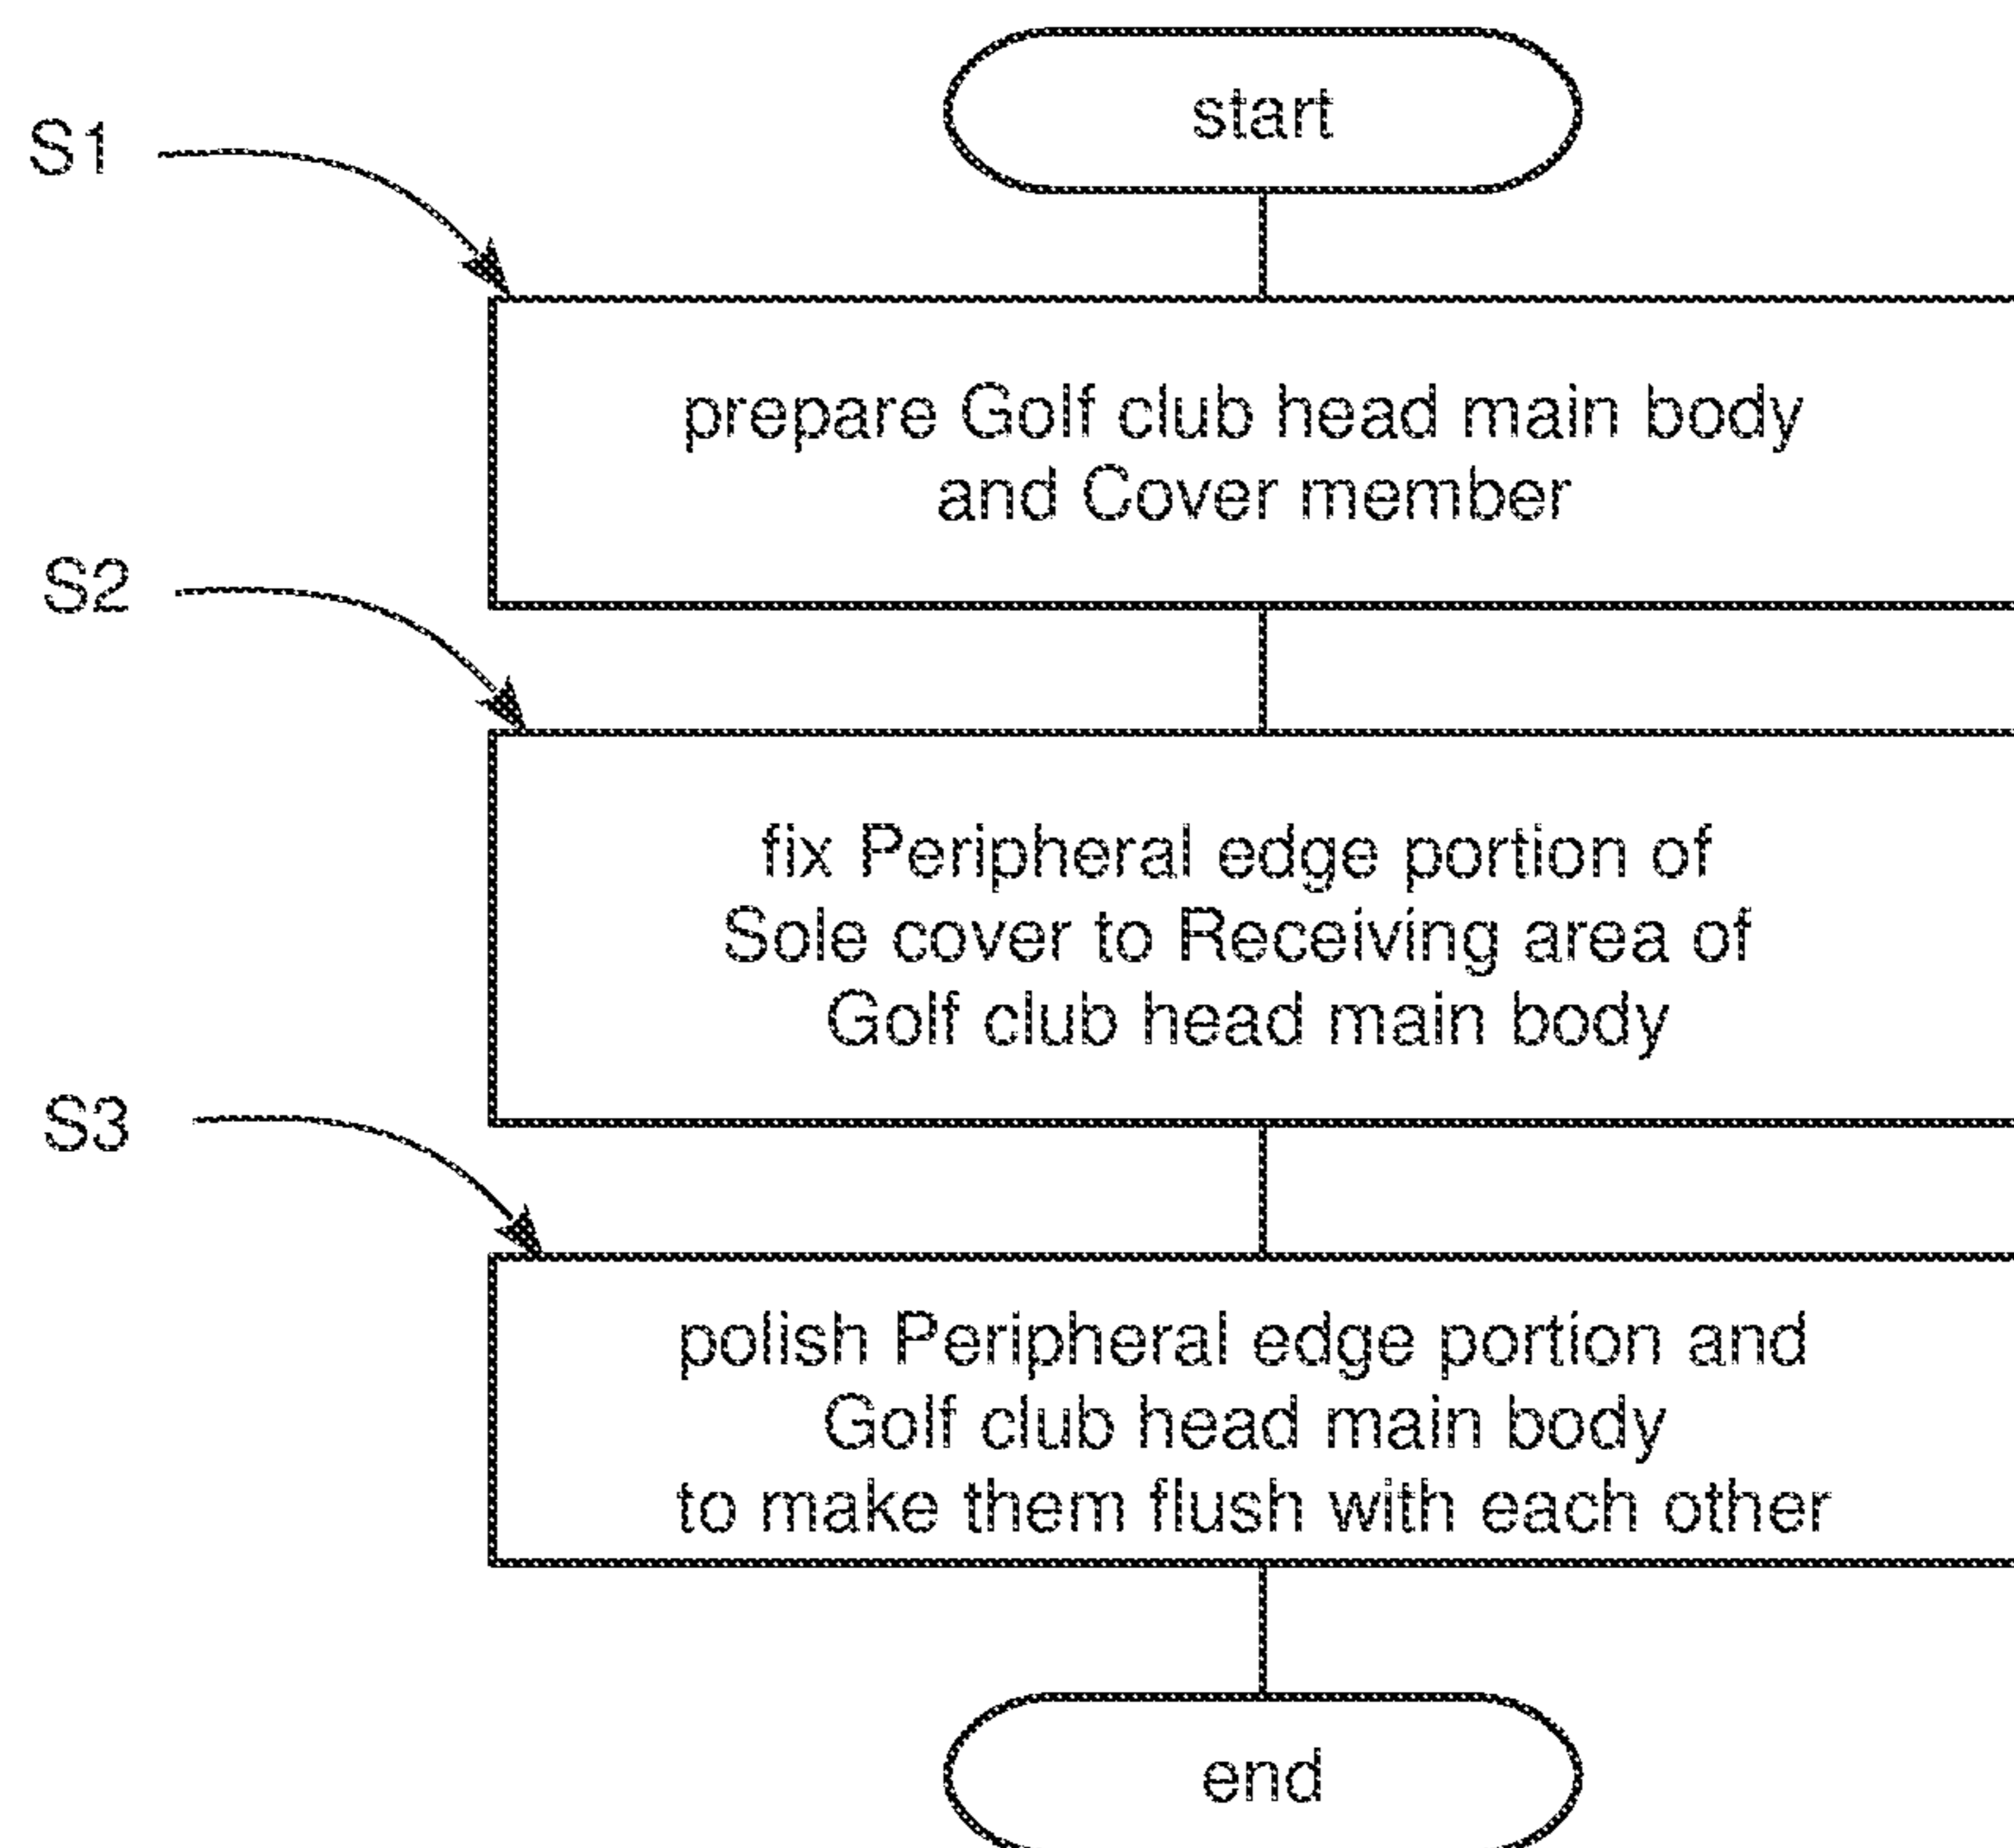 start
S1
prepare Golf club head main body
and Cover member
S2
fix Peripheral edge portion of
Sole cover to Receiving area of
Golf club head main body
S3
polish Peripheral edge portion and
Golf club head main body
to make them flush with each other
end